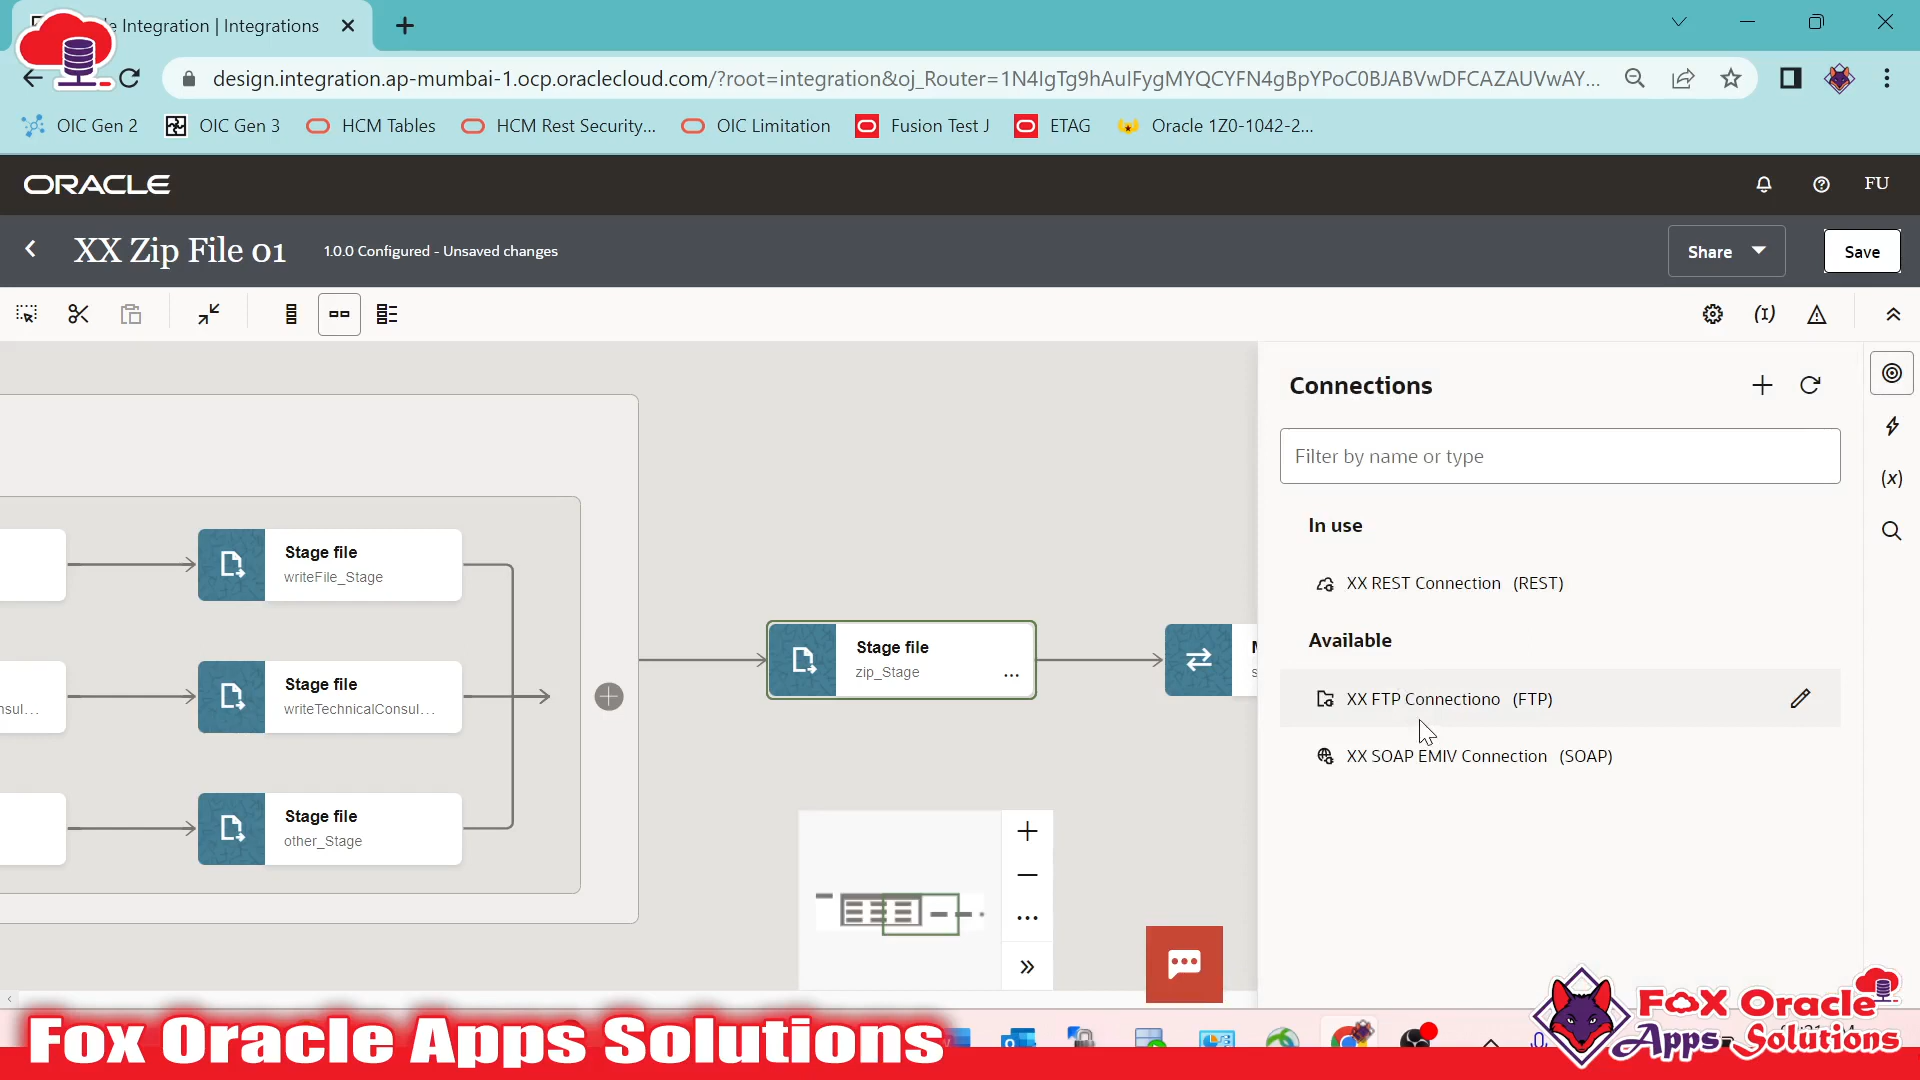 Integration | Integrations
design.integration.ap-mumbai-1.ocp.oraclecloud.com/?root=integration&oj_Router=1N4IgTg9hAuIFygMYQCYFN4gBpYPoC0BJABVwDFCAZAUVwAY...
OIC Gen 2
OIC Gen 3
HCM Tables
HCM Rest Security...
OIC Limitation
Fusion Test J
ETAG
Oracle 1Z0-1042-2...
ORACLE
FU
XX Zip File 01
1.0.0 Configured - Unsaved changes
Share
Save
Connections
Filter by name or type
In use
XX REST Connection (REST)
Available
XX FTP Connectiono (FTP)
XX SOAP EMIV Connection (SOAP)
Stage file
writeFile_Stage
Stage file
zip_Stage
Stage file
writeTechnicalConsul...
nsul...
Stage file
other_Stage
Fox Oracle Apps Solutions
FOX Oracle
Apps Solutions